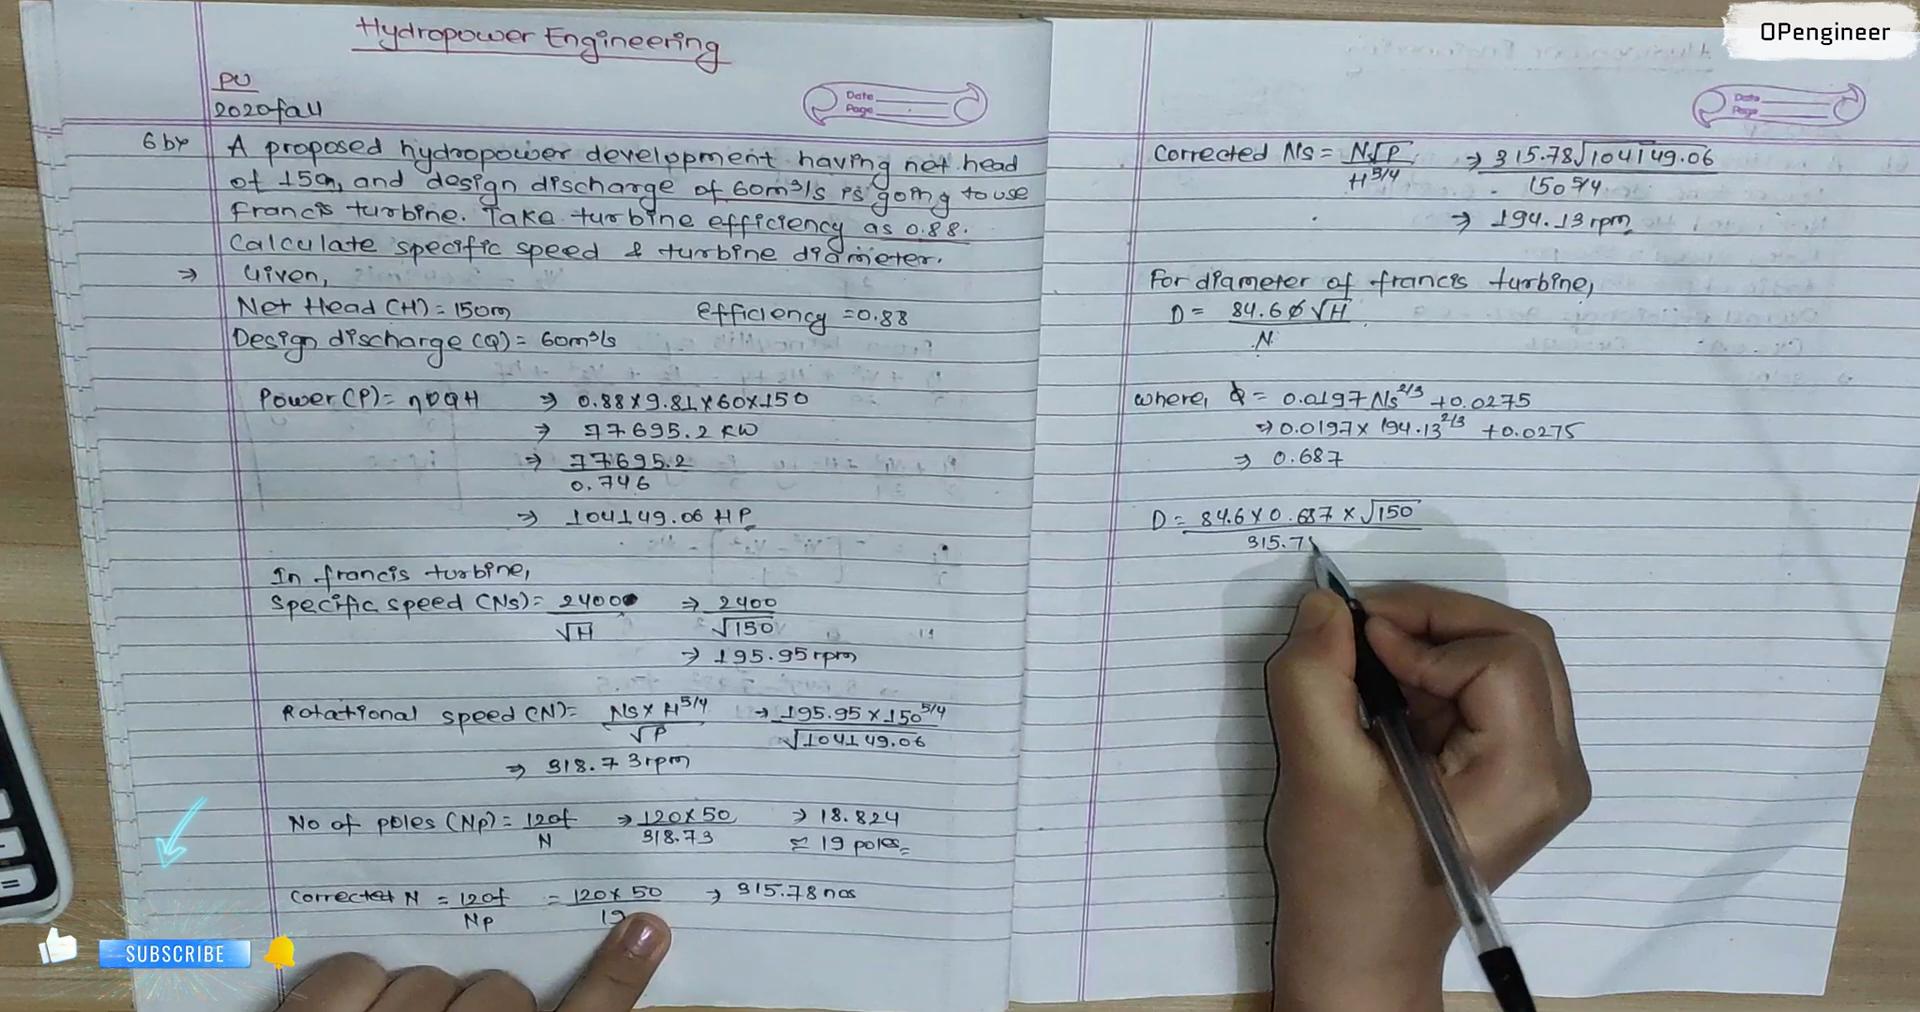 OPengineer
Hydropower Engineering
PU
2020fall
Date
Page
6 b>
A proposed hydropower development having net head
of 150m, and design discharge of 60m³/s is going to use
francis turbine. Take turbine efficiency as 0.88.
Calculate specific speed & turbine diameter.
⇒ Given,
Net Head (H) = 150m efficiency = 0.88
Design discharge (Q) = 60m³/s
Power (P) = ηγQH ⇒ 0.88×9.81×60×150
⇒ 77695.2 KW
⇒ 77695.2
0.746
⇒ 104149.06 HP
In francis turbine,
Specific speed (Ns) = 2400 ⇒ 2400
√H √150
⇒ 195.95 rpm
Rotational speed (N) = Ns × H^5/4 → 195.95 × 150^5/4
√P √104149.06
⇒ 318.73 rpm
No of poles (Np) = 120f ⇒ 120×50 ⇒ 18.824
N 318.73 ≈ 19 poles
Corrected N = 120f = 120×50 → 315.78 nos
Np 19
SUBSCRIBE
Date
Page
Corrected Ns = N√P ⇒ 315.78√104149.06
H^5/4 150^5/4
⇒ 194.13 rpm
For diameter of francis turbine,
D = 84.6 ϕ √H
N
where, ϕ = 0.0197 Ns^2/3 + 0.0275
⇒ 0.0197 × 194.13^2/3 + 0.0275
⇒ 0.687
D = 84.6 × 0.687 × √150
315.7